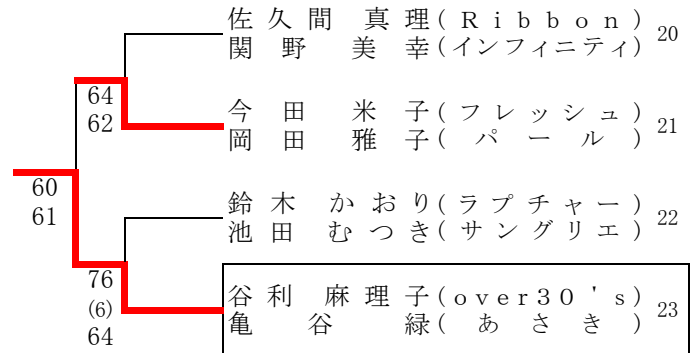 佐久間 真理(Ribbon) 20
関野 美幸(インフィニティ)
64
62
今田 米子(フレッシュ) 21
岡田 雅子(パール)
60
61
鈴木 かおり(ラプチャー) 22
池田 むつき(サングリエ)
76
(6)
64
谷利 麻理子(over30's) 23
亀谷 緑(あさき)